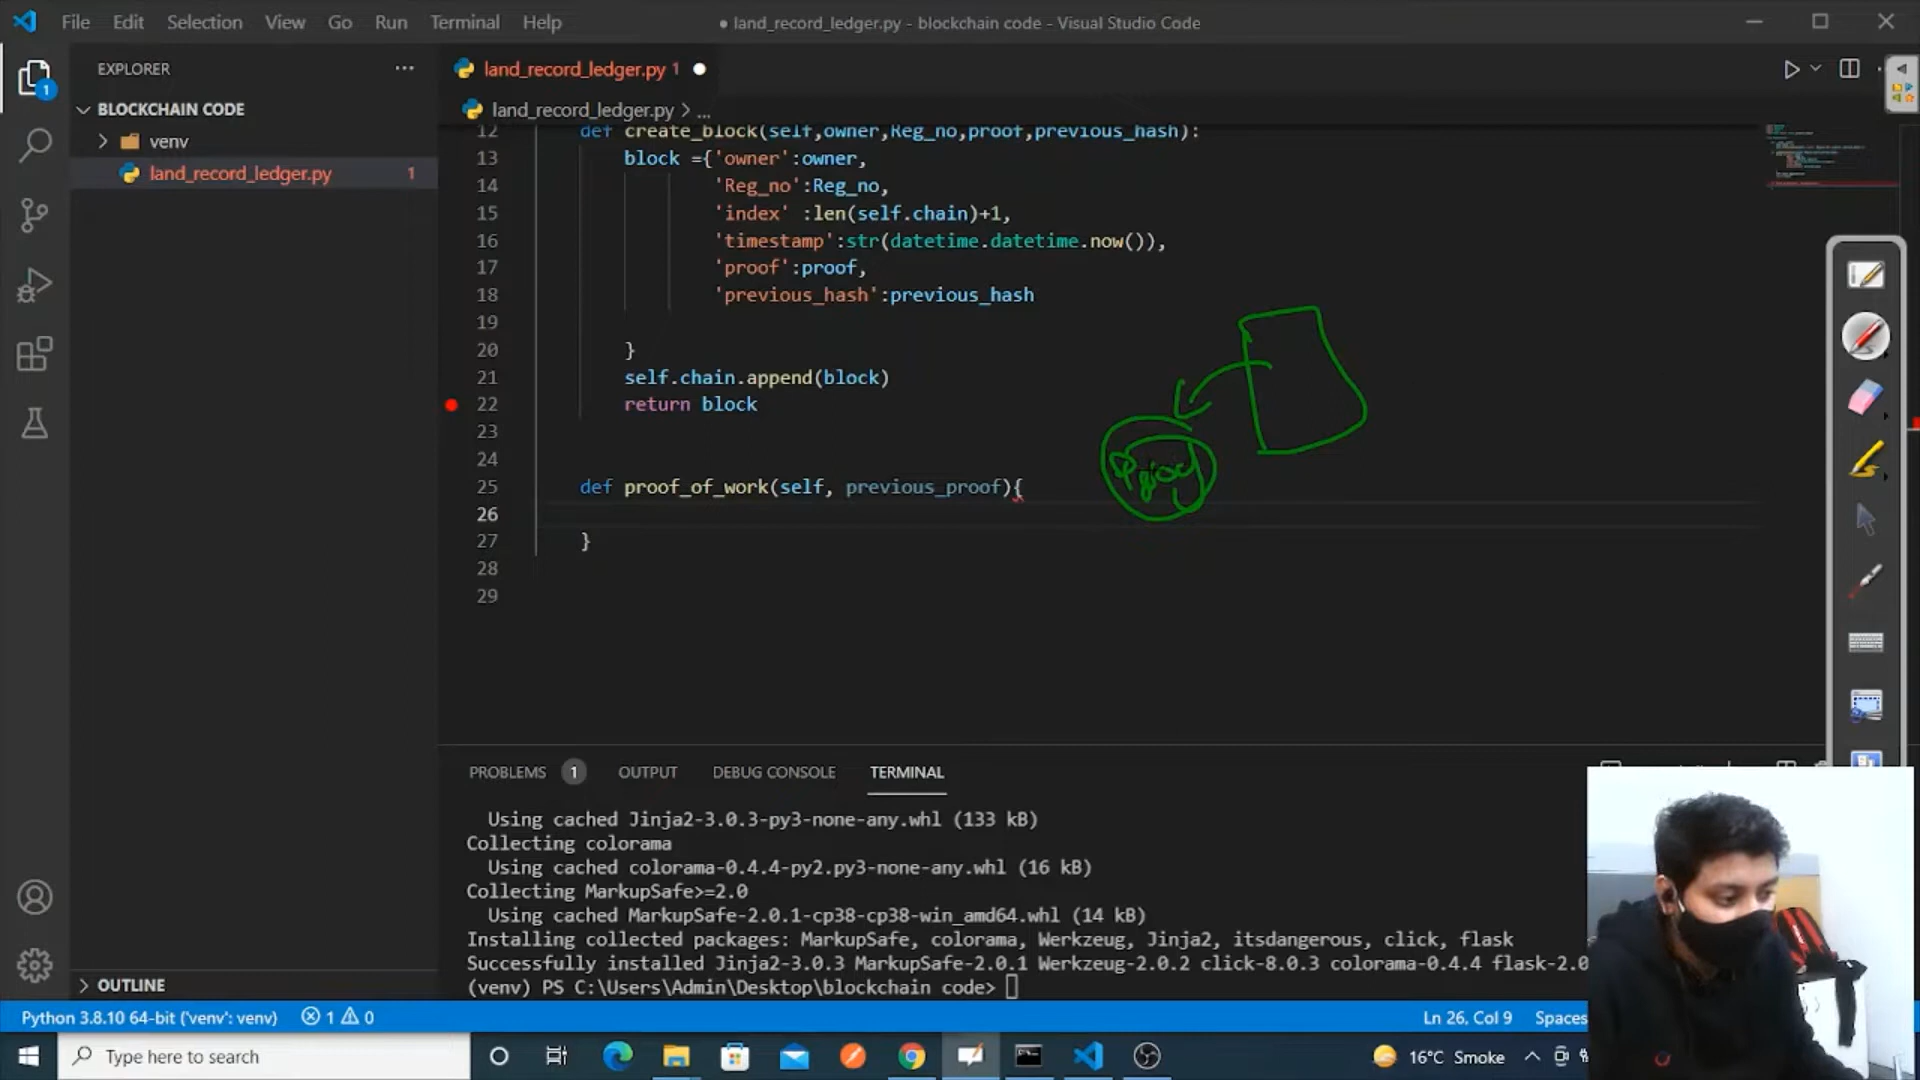 File Edit Selection View Go Run Terminal Help
● land_record_ledger.py - blockchain code - Visual Studio Code
EXPLORER
land_record_ledger.py 1
1
BLOCKCHAIN CODE
land_record_ledger.py > ...
venv
land_record_ledger.py 1
12 def create_block(self,owner,Reg_no,proof,previous_hash):
13 block ={'owner':owner,
14 'Reg_no':Reg_no,
15 'index' :len(self.chain)+1,
16 'timestamp':str(datetime.datetime.now()),
17 'proof':proof,
18 'previous_hash':previous_hash
19
20 }
21 self.chain.append(block)
22 return block
23
24
25 def proof_of_work(self, previous_proof){
26
27 }
28
29
PROBLEMS 1 OUTPUT DEBUG CONSOLE TERMINAL
Using cached Jinja2-3.0.3-py3-none-any.whl (133 kB)
Collecting colorama
Using cached colorama-0.4.4-py2.py3-none-any.whl (16 kB)
Collecting MarkupSafe>=2.0
Using cached MarkupSafe-2.0.1-cp38-cp38-win_amd64.whl (14 kB)
Installing collected packages: MarkupSafe, colorama, Werkzeug, Jinja2, itsdangerous, click, flask
Successfully installed Jinja2-3.0.3 MarkupSafe-2.0.1 Werkzeug-2.0.2 click-8.0.3 colorama-0.4.4 flask-2.0
(venv) PS C:\Users\Admin\Desktop\blockchain code>
OUTLINE
Python 3.8.10 64-bit ('venv': venv) 1 0
Ln 26, Col 9 Spaces
Type here to search
16°C Smoke